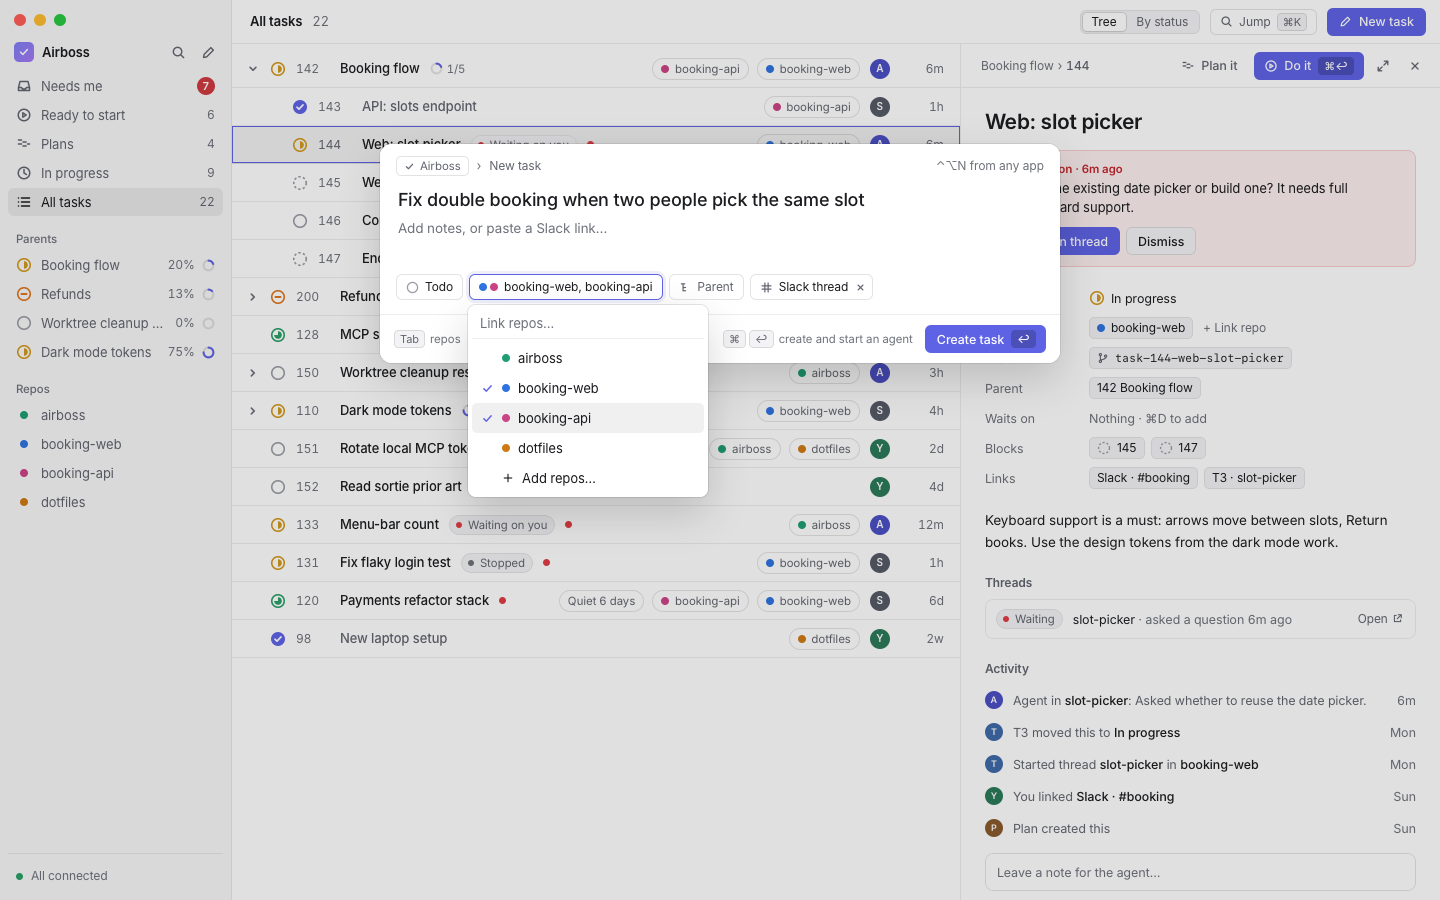 All tasks 22
Tree By status Jump ⌘K New task
Airboss
Needs me 7
Ready to start 6
Plans 4
In progress 9
All tasks 22
Parents
Booking flow 20%
Refunds 13%
Worktree cleanup ... 0%
Dark mode tokens 75%
Repos
airboss
booking-web
booking-api
dotfiles
All connected
142 Booking flow 1/5 booking-api booking-web A 6m
143 API: slots endpoint booking-api S 1h
144 Web: slot picker Waiting on you booking-web A 6m
145 We
146 Co
147 End
200 Refund
128 MCP s
150 Worktree cleanup res airboss A 3h
110 Dark mode tokens booking-web S 4h
151 Rotate local MCP tok airboss dotfiles Y 2d
152 Read sortie prior art Y 4d
133 Menu-bar count Waiting on you airboss A 12m
131 Fix flaky login test Stopped booking-web S 1h
120 Payments refactor stack Quiet 6 days booking-api booking-web S 6d
98 New laptop setup dotfiles Y 2w
Airboss › New task ^⌥N from any app
Fix double booking when two people pick the same slot
Add notes, or paste a Slack link...
Todo booking-web, booking-api Parent Slack thread ×
Tab repos ⌘ ↩ create and start an agent Create task ↩
Link repos...
airboss
booking-web
booking-api
dotfiles
+ Add repos...
Booking flow › 144 Plan it Do it ⌘↩ ×
Web: slot picker
on · 6m ago
e existing date picker or build one? It needs full
ard support.
n thread Dismiss
In progress
booking-web + Link repo
task-144-web-slot-picker
Parent 142 Booking flow
Waits on Nothing · ⌘D to add
Blocks 145 147
Links Slack · #booking T3 · slot-picker
Keyboard support is a must: arrows move between slots, Return
books. Use the design tokens from the dark mode work.
Threads
Waiting slot-picker · asked a question 6m ago Open
Activity
A Agent in slot-picker: Asked whether to reuse the date picker. 6m
T T3 moved this to In progress Mon
T Started thread slot-picker in booking-web Mon
Y You linked Slack · #booking Sun
P Plan created this Sun
Leave a note for the agent...